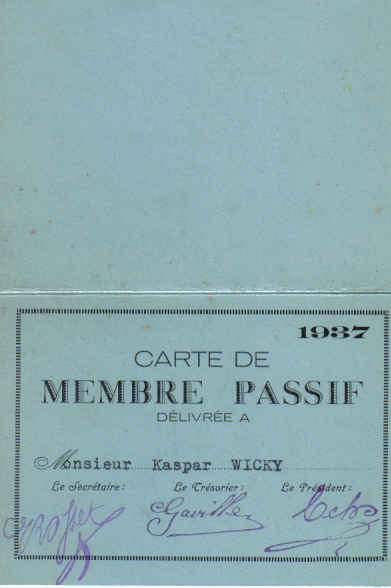 1937
CARTE DE
MEMBRE PASSIF
DÉLIVRÉE A
Monsieur Kaspar WICKY
Le Secrétaire: Le Trésorier: Le Président: